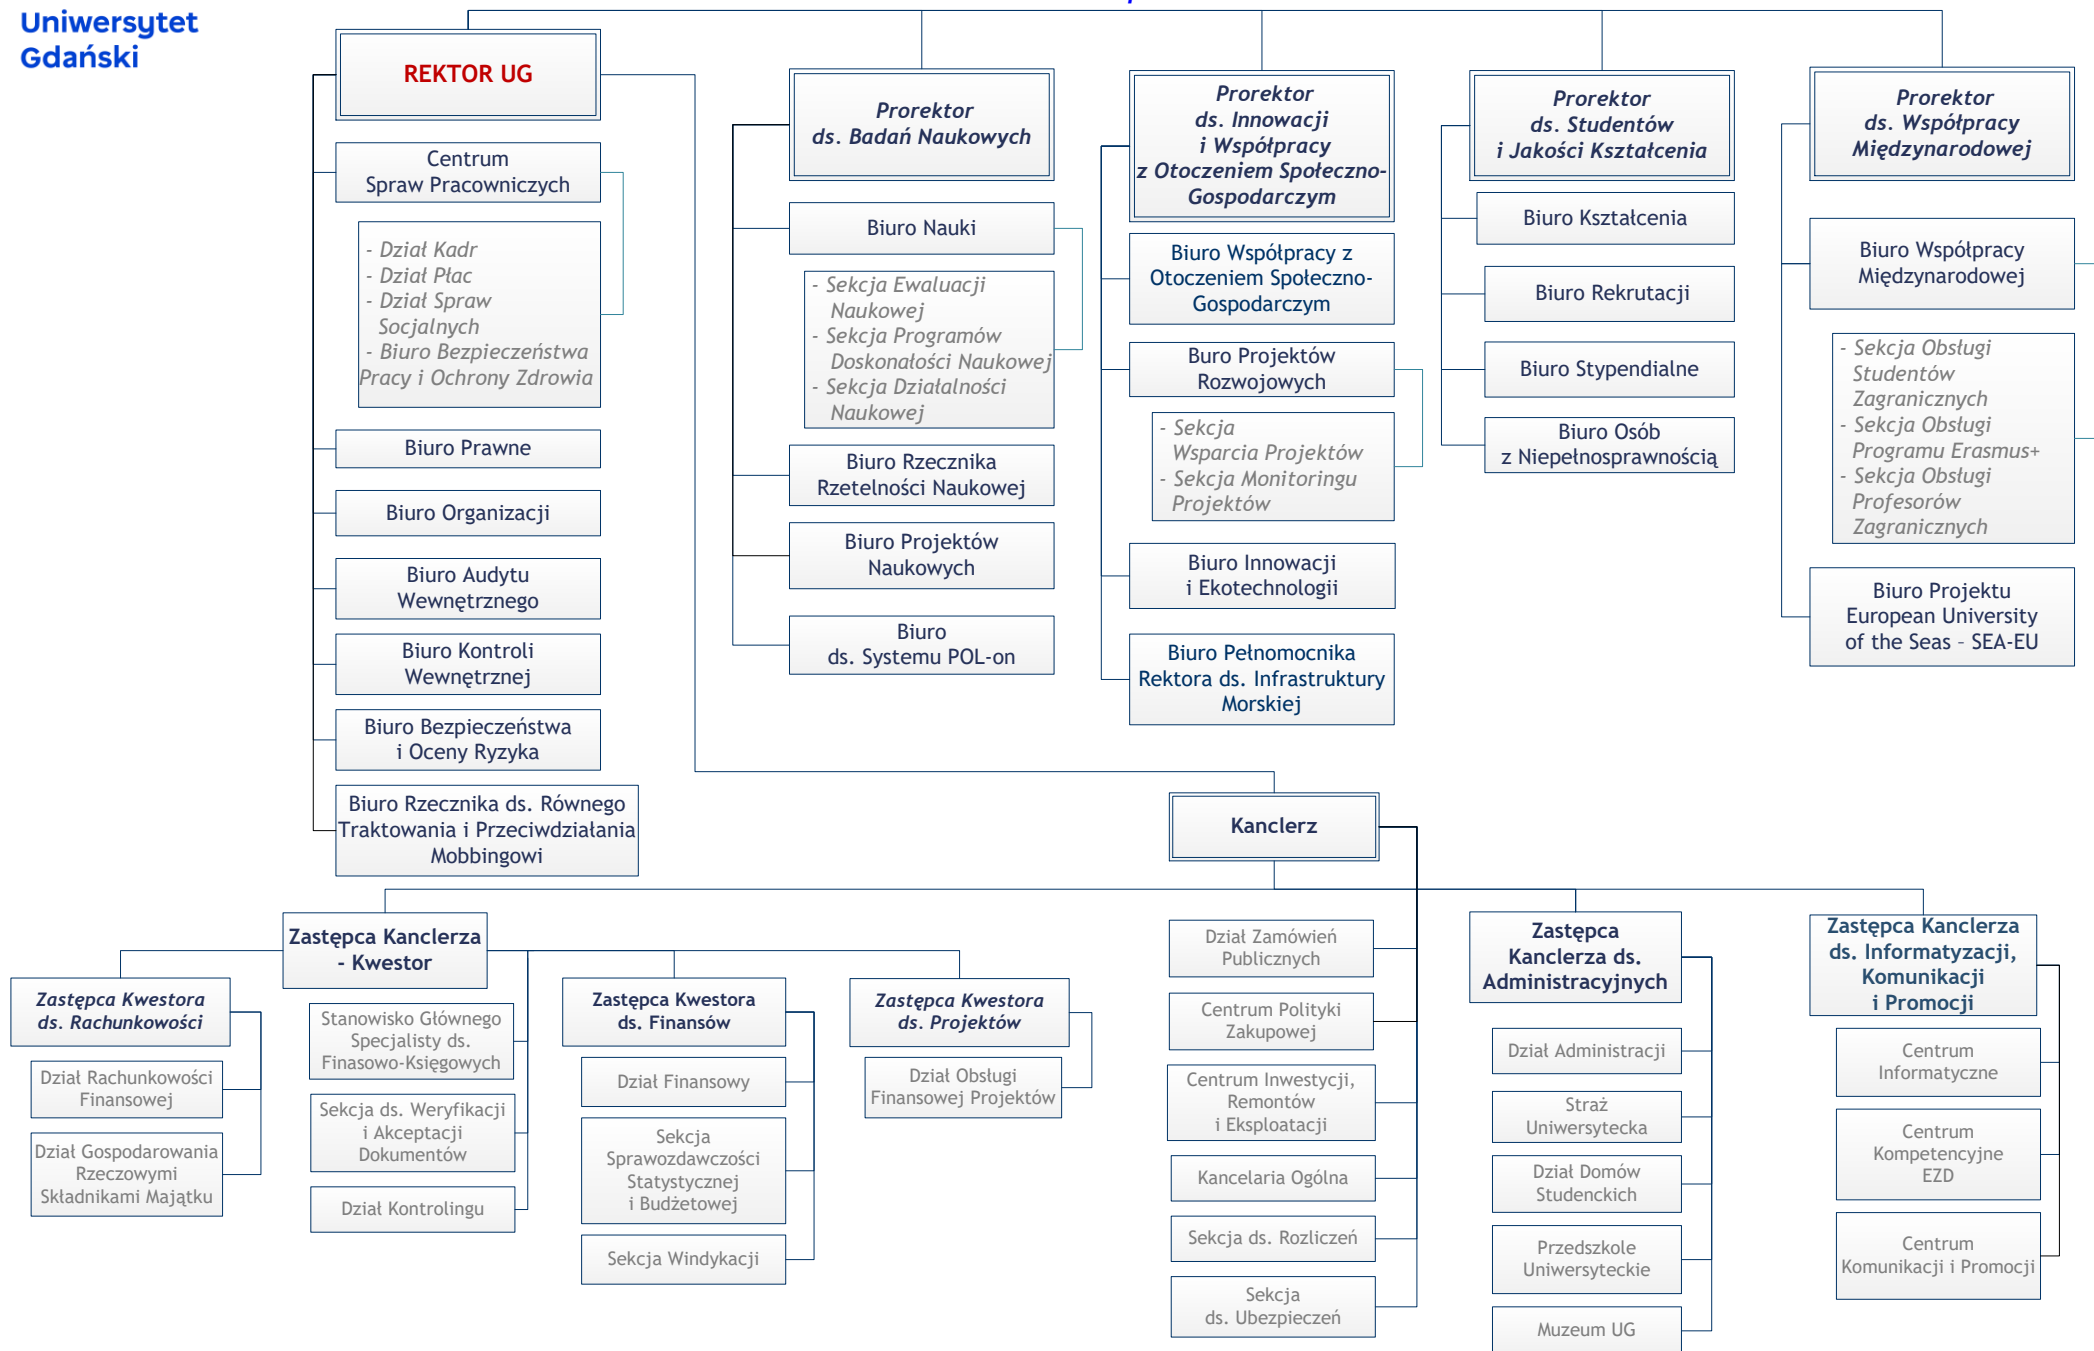 Uniwersytet
Gdański
REKTOR UG
Centrum
Spraw Pracowniczych
- Dział Kadr
- Dział Płac
- Dział Spraw
Socjalnych
- Biuro Bezpieczeństwa
Pracy i Ochrony Zdrowia
Biuro Prawne
Biuro Organizacji
Biuro Audytu
Wewnętrznego
Biuro Kontroli
Wewnętrznej
Biuro Bezpieczeństwa
i Oceny Ryzyka
Biuro Rzecznika ds. Równego
Traktowania i Przeciwdziałania
Mobbingowi
Prorektor
ds. Badań Naukowych
Biuro Nauki
- Sekcja Ewaluacji
Naukowej
- Sekcja Programów
Doskonałości Naukowej
- Sekcja Działalności
Naukowej
Biuro Rzecznika
Rzetelności Naukowej
Biuro Projektów
Naukowych
Biuro
ds. Systemu POL-on
Prorektor
ds. Innowacji
i Współpracy
z Otoczeniem Społeczno-
Gospodarczym
Biuro Współpracy z
Otoczeniem Społeczno-
Gospodarczym
Buro Projektów
Rozwojowych
- Sekcja
Wsparcia Projektów
- Sekcja Monitoringu
Projektów
Biuro Innowacji
i Ekotechnologii
Biuro Pełnomocnika
Rektora ds. Infrastruktury
Morskiej
Prorektor
ds. Studentów
i Jakości Kształcenia
Biuro Kształcenia
Biuro Rekrutacji
Biuro Stypendialne
Biuro Osób
z Niepełnosprawnością
Prorektor
ds. Współpracy
Międzynarodowej
Biuro Współpracy
Międzynarodowej
- Sekcja Obsługi
Studentów
Zagranicznych
- Sekcja Obsługi
Programu Erasmus+
- Sekcja Obsługi
Profesorów
Zagranicznych
Biuro Projektu
European University
of the Seas – SEA-EU
Kanclerz
Zastępca Kanclerza
- Kwestor
Zastępca Kwestora
ds. Rachunkowości
Dział Rachunkowości
Finansowej
Dział Gospodarowania
Rzeczowymi
Składnikami Majątku
Stanowisko Głównego
Specjalisty ds.
Finasowo-Księgowych
Sekcja ds. Weryfikacji
i Akceptacji
Dokumentów
Dział Kontrolingu
Zastępca Kwestora
ds. Finansów
Dział Finansowy
Sekcja
Sprawozdawczości
Statystycznej
i Budżetowej
Sekcja Windykacji
Zastępca Kwestora
ds. Projektów
Dział Obsługi
Finansowej Projektów
Dział Zamówień
Publicznych
Centrum Polityki
Zakupowej
Centrum Inwestycji,
Remontów
i Eksploatacji
Kancelaria Ogólna
Sekcja ds. Rozliczeń
Sekcja
ds. Ubezpieczeń
Zastępca
Kanclerza ds.
Administracyjnych
Dział Administracji
Straż
Uniwersytecka
Dział Domów
Studenckich
Przedszkole
Uniwersyteckie
Muzeum UG
Zastępca Kanclerza
ds. Informatyzacji,
Komunikacji
i Promocji
Centrum
Informatyczne
Centrum
Kompetencyjne
EZD
Centrum
Komunikacji i Promocji